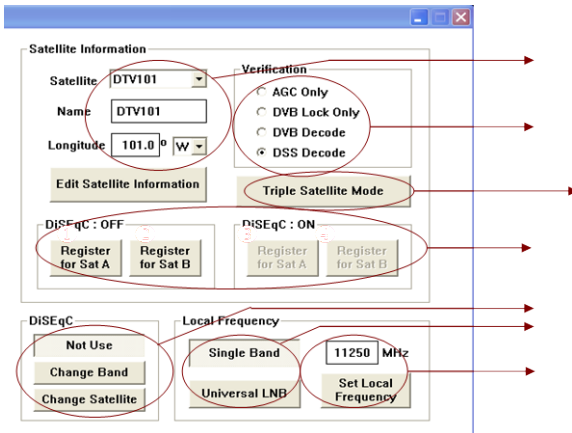 Satellite Information
Satellite DTV101
Name DTV101
Longitude 101.0 º W
Edit Satellite Information
Verification
AGC Only
DVB Lock Only
DVB Decode
DSS Decode
Triple Satellite Mode
DiSEqC : OFF
Register for Sat A
Register for Sat B
DiSEqC : ON
Register for Sat A
Register for Sat B
DiSEqC
Not Use
Change Band
Change Satellite
Local Frequency
Single Band
Universal LNB
11250 MHz
Set Local
Frequency